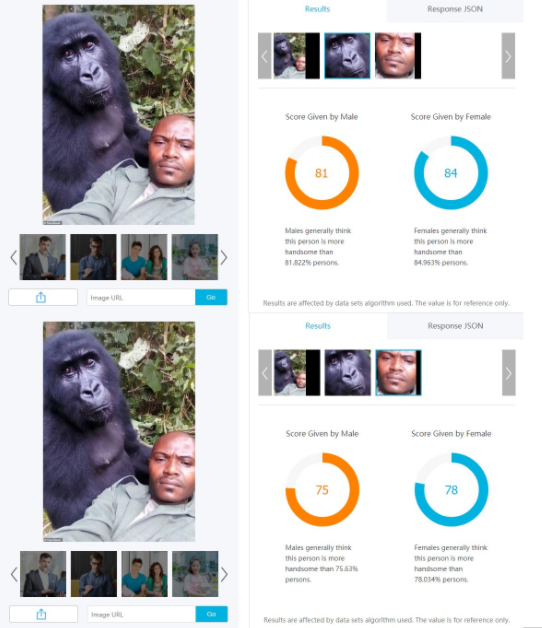 Results
Response JSON
Score Given by Male
Score Given by Female
81
84
Males generally think
this person is more
handsome than
81.822% persons.
Females generally think
this person is more
handsome than
84.963% persons.
Image URL
Go
Results are affected by data sets algorithm used. The value is for reference only.
Results
Response JSON
Score Given by Male
Score Given by Female
75
78
Males generally think
this person is more
handsome than 75.63%
persons.
Females generally think
this person is more
handsome than
78.034% persons.
Image URL
Go
Results are affected by data sets algorithm used. The value is for reference only.